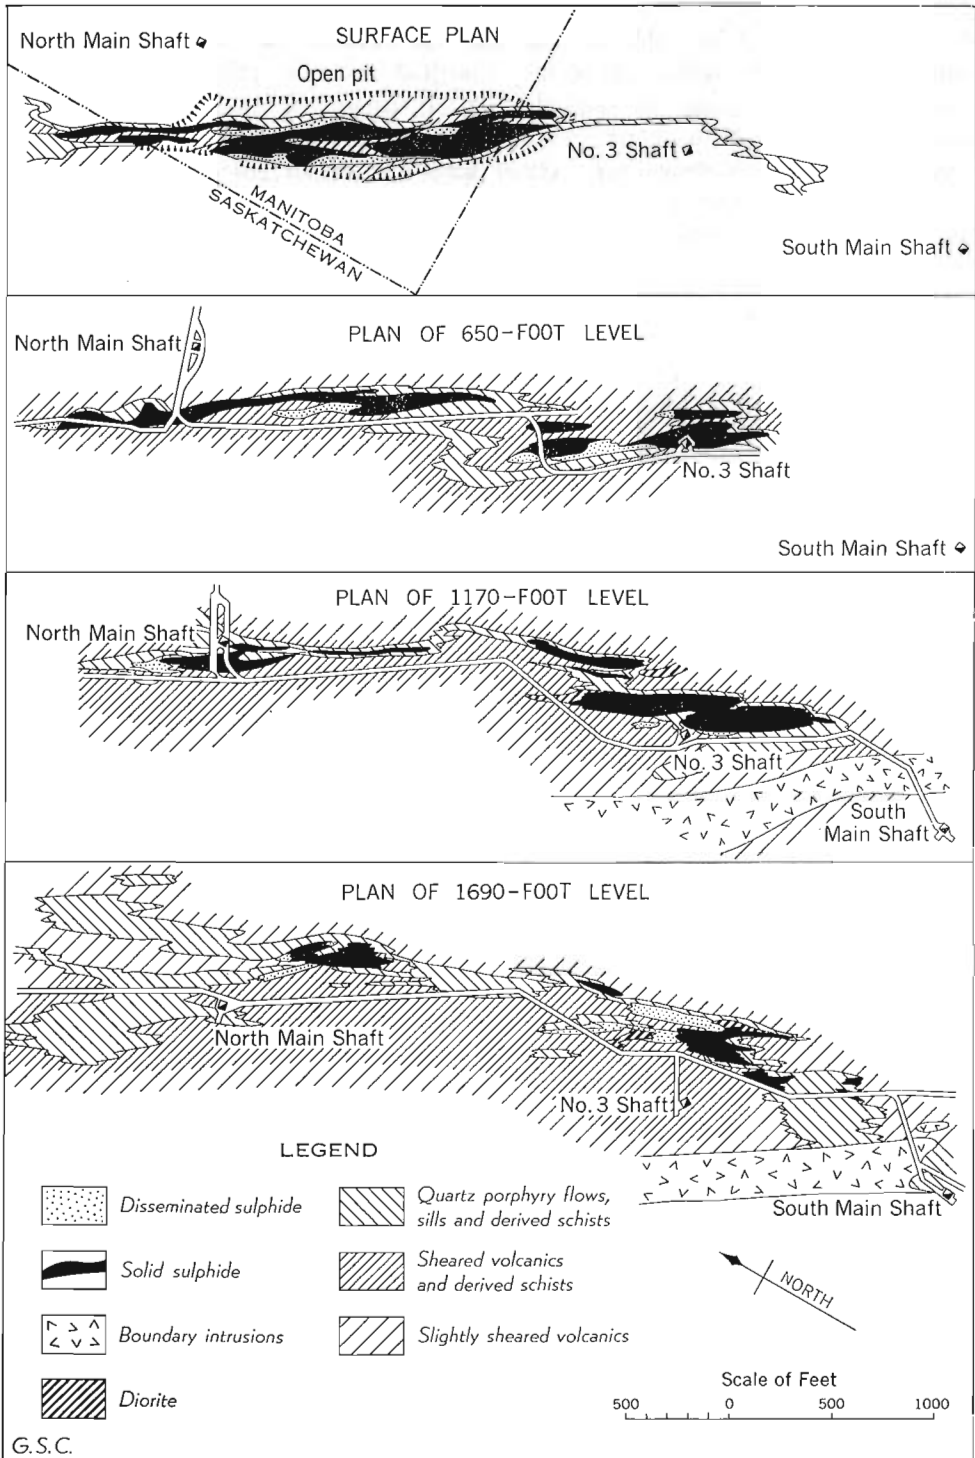 SURFACE PLAN
North Main Shaft
Open pit
No. 3 Shaft
MANITOBA
SASKATCHEWAN
South Main Shaft
PLAN OF 650-FOOT LEVEL
North Main Shaft
No. 3 Shaft
South Main Shaft
PLAN OF 1170-FOOT LEVEL
North Main Shaft
No. 3 Shaft
South
Main Shaft
PLAN OF 1690-FOOT LEVEL
North Main Shaft
No. 3 Shaft
South Main Shaft
LEGEND
Disseminated sulphide
Solid sulphide
Boundary intrusions
Diorite
Quartz porphyry flows,
sills and derived schists
Sheared volcanics
and derived schists
Slightly sheared volcanics
NORTH
Scale of Feet
500 0 500 1000
G.S.C.